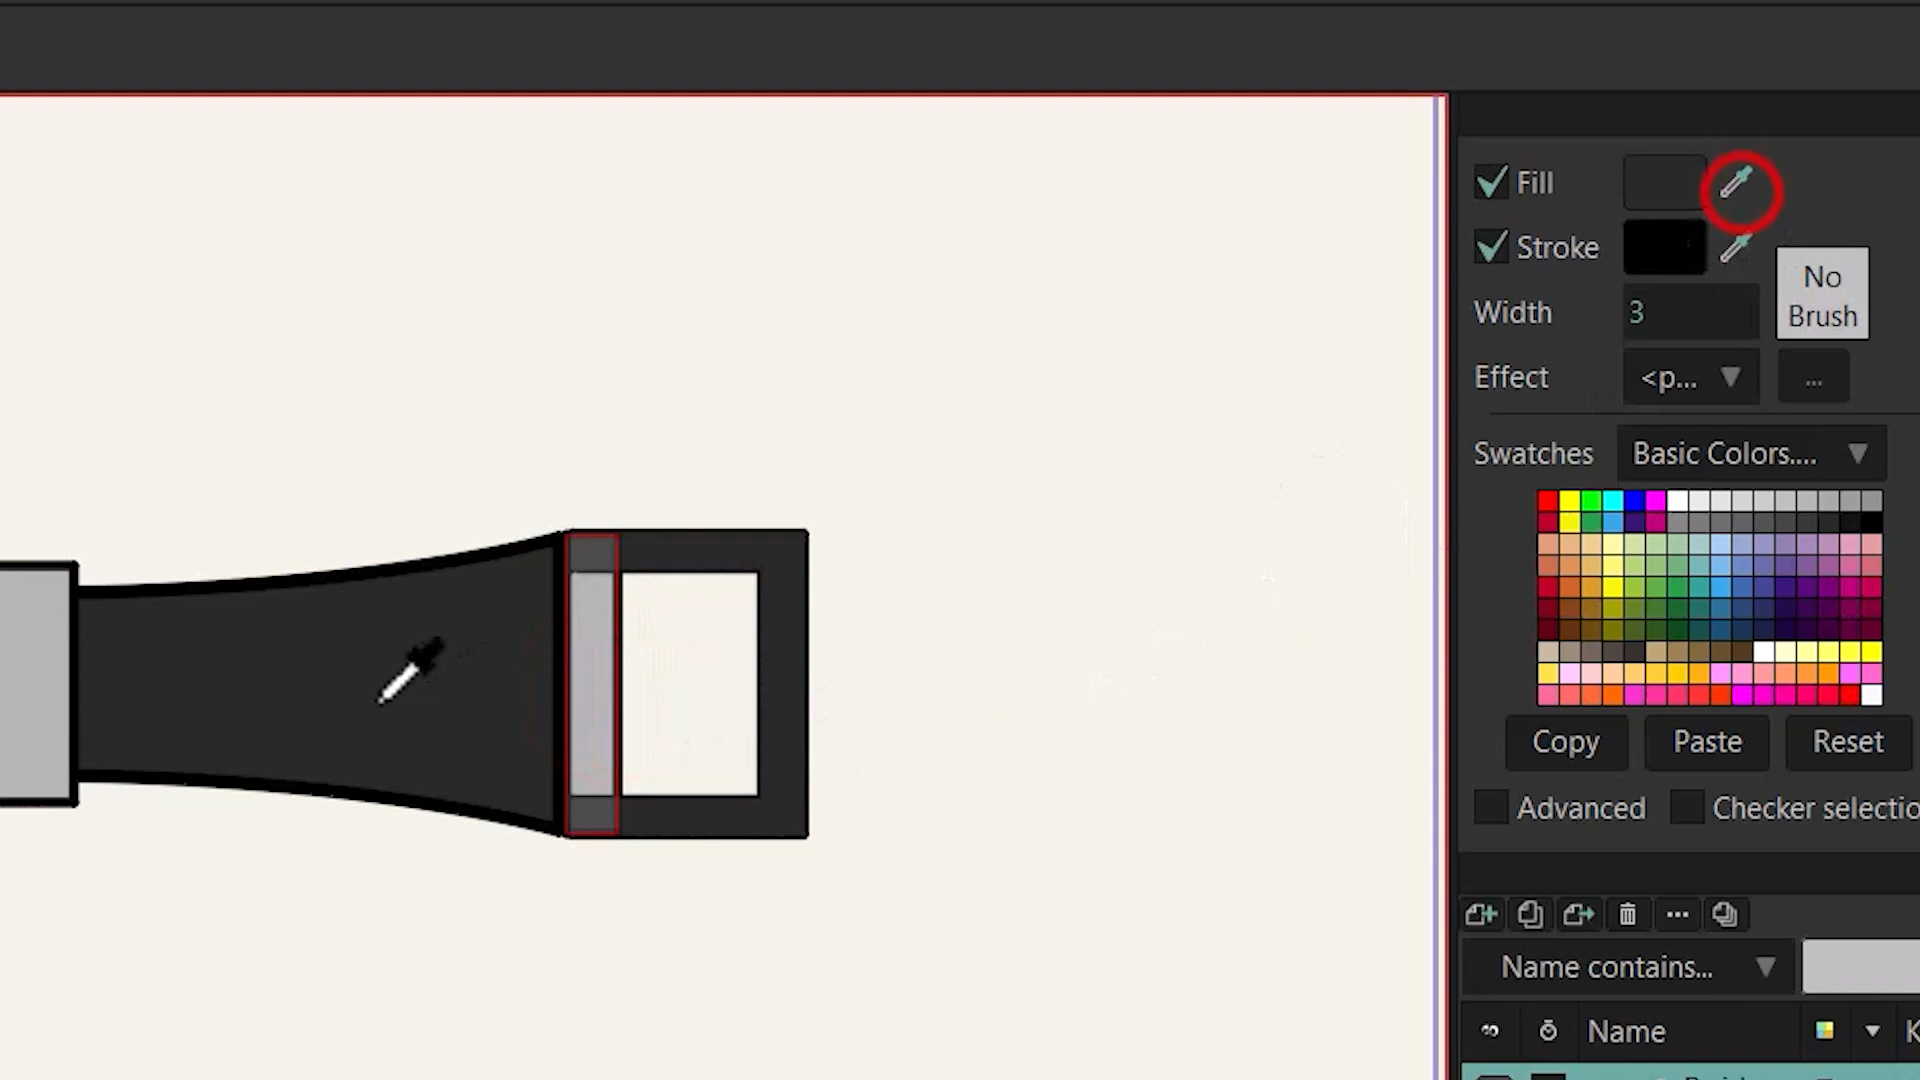 Fill
Stroke
No
Brush
Width 3
Effect <p... ...
Swatches Basic Colors....
Copy Paste Reset
Advanced Checker selectio
Name contains...
Name K